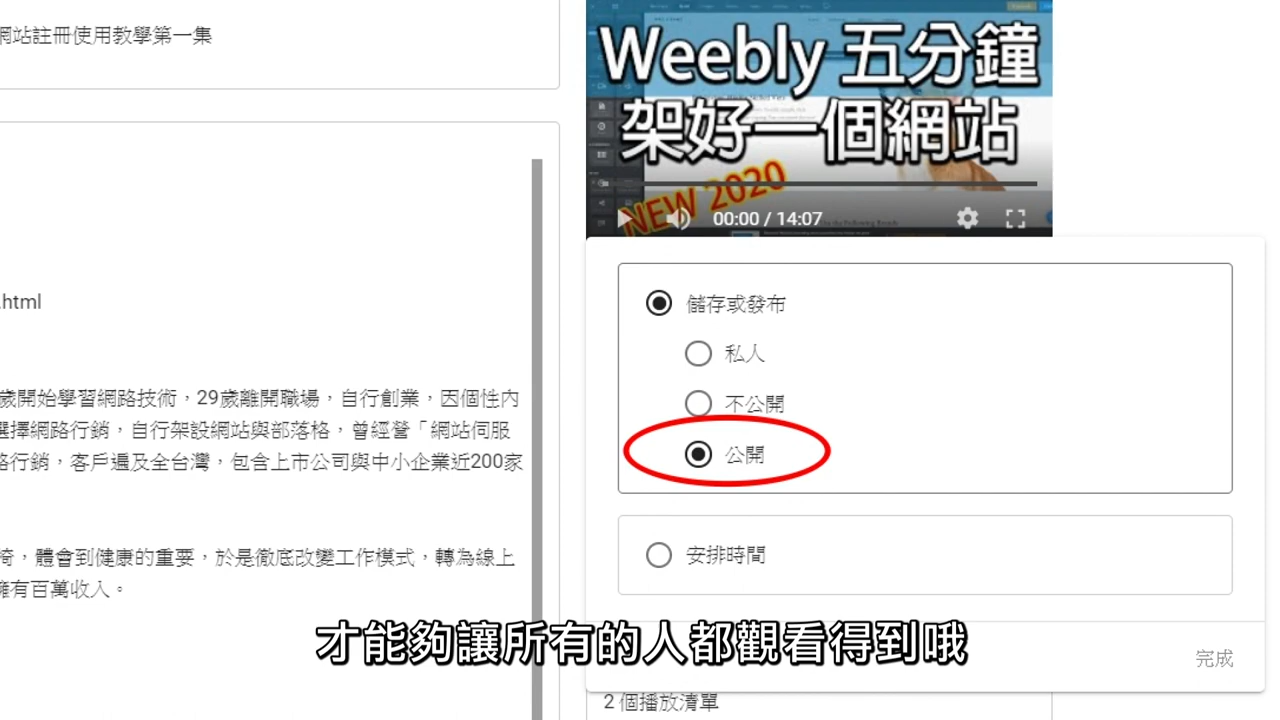 網站註冊使用教學第一集
.html
歲開始學習網路技術，29歲離開職場，自行創業，因個性內
選擇網路行銷，自行架設網站與部落格，曾經營「網站伺服
路行銷，客戶遍及全台灣，包含上市公司與中小企業近200家
椅，體會到健康的重要，於是徹底改變工作模式，轉為線上
擁有百萬收入。
Weebly 五分鐘
架好一個網站
NEW 2020
00:00 / 14:07
儲存或發布
私人
不公開
公開
安排時間
才能夠讓所有的人都觀看得到哦
完成
2 個播放清單